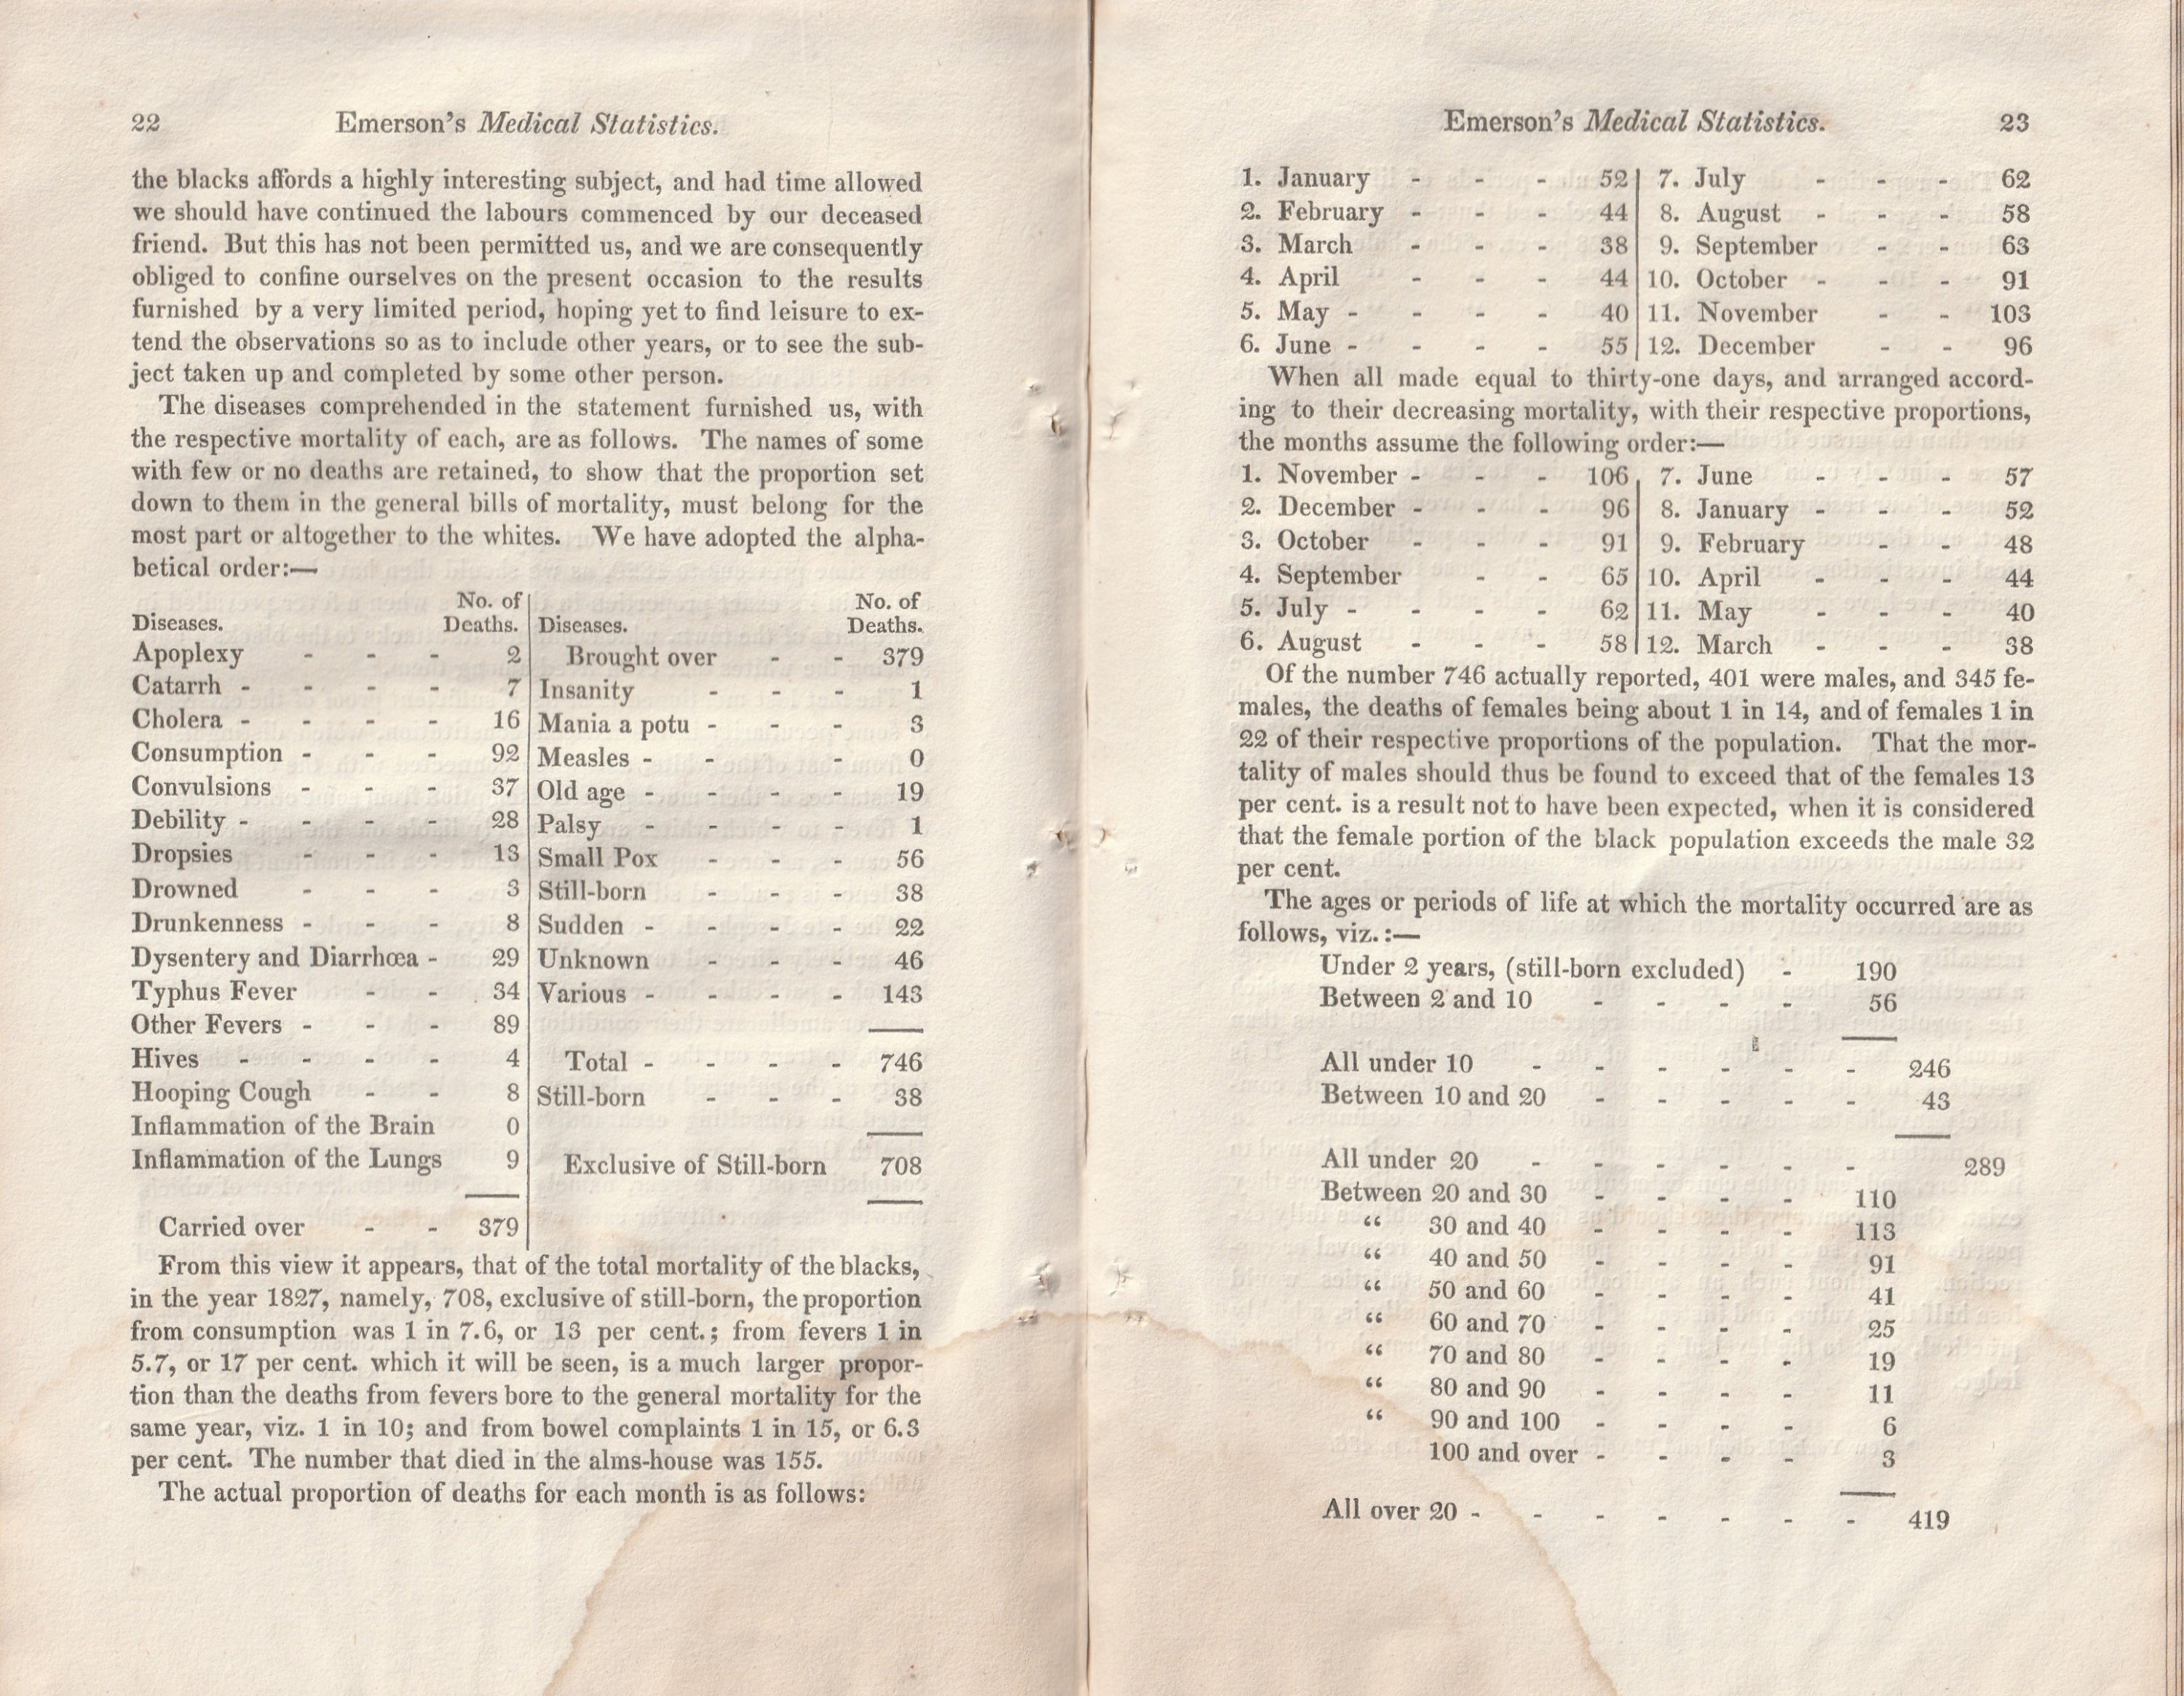 22 Emerson's Medical Statistics.
the blacks affords a highly interesting subject, and had time allowed
we should have continued the labours commenced by our deceased
friend. But this has not been permitted us, and we are consequently
obliged to confine ourselves on the present occasion to the results
furnished by a very limited period, hoping yet to find leisure to ex-
tend the observations so as to include other years, or to see the sub-
ject taken up and completed by some other person.
The diseases comprehended in the statement furnished us, with
the respective mortality of each, are as follows. The names of some
with few or no deaths are retained, to show that the proportion set
down to them in the general bills of mortality, must belong for the
most part or altogether to the whites. We have adopted the alpha-
betical order:—
Diseases. No. of Deaths.
Apoplexy - - - 2
Catarrh - - - - 7
Cholera - - - - 16
Consumption - - - 92
Convulsions - - - 37
Debility - - - - 28
Dropsies - - - 13
Drowned - - - 3
Drunkenness - - - 8
Dysentery and Diarrhœa - 29
Typhus Fever - - 34
Other Fevers - - - 89
Hives - - - - 4
Hooping Cough - - 8
Inflammation of the Brain 0
Inflammation of the Lungs 9
Carried over - - 379
Diseases. No. of Deaths.
Brought over - - 379
Insanity - - - 1
Mania a potu - - - 3
Measles - - - - 0
Old age - - - - 19
Palsy - - - - 1
Small Pox - - - 56
Still-born - - - 38
Sudden - - - - 22
Unknown - - - 46
Various - - - - 143
Total - - - - 746
Still-born - - - 38
Exclusive of Still-born 708
From this view it appears, that of the total mortality of the blacks,
in the year 1827, namely, 708, exclusive of still-born, the proportion
from consumption was 1 in 7.6, or 13 per cent.; from fevers 1 in
5.7, or 17 per cent. which it will be seen, is a much larger propor-
tion than the deaths from fevers bore to the general mortality for the
same year, viz. 1 in 10; and from bowel complaints 1 in 15, or 6.3
per cent. The number that died in the alms-house was 155.
The actual proportion of deaths for each month is as follows:
Emerson's Medical Statistics. 23
1. January - - - 52
2. February - - - 44
3. March - - - 38
4. April - - - 44
5. May - - - - 40
6. June - - - - 55
7. July - - - 62
8. August - - - 58
9. September - - 63
10. October - - - 91
11. November - - 103
12. December - - 96
When all made equal to thirty-one days, and arranged accord-
ing to their decreasing mortality, with their respective proportions,
the months assume the following order:—
1. November - - - 106
2. December - - - 96
3. October - - - 91
4. September - - 65
5. July - - - - 62
6. August - - - 58
7. June - - - 57
8. January - - - 52
9. February - - 48
10. April - - - 44
11. May - - - 40
12. March - - - 38
Of the number 746 actually reported, 401 were males, and 345 fe-
males, the deaths of females being about 1 in 14, and of females 1 in
22 of their respective proportions of the population. That the mor-
tality of males should thus be found to exceed that of the females 13
per cent. is a result not to have been expected, when it is considered
that the female portion of the black population exceeds the male 32
per cent.
The ages or periods of life at which the mortality occurred are as
follows, viz.:—
Under 2 years, (still-born excluded) - 190
Between 2 and 10 - - - - 56
All under 10 - - - - - - 246
Between 10 and 20 - - - - - 43
All under 20 - - - - - - 289
Between 20 and 30 - - - - 110
“ 30 and 40 - - - - 113
“ 40 and 50 - - - - 91
“ 50 and 60 - - - - 41
“ 60 and 70 - - - - 25
“ 70 and 80 - - - - 19
“ 80 and 90 - - - - 11
“ 90 and 100 - - - - 6
100 and over - - - - 3
All over 20 - - - - - - - 419